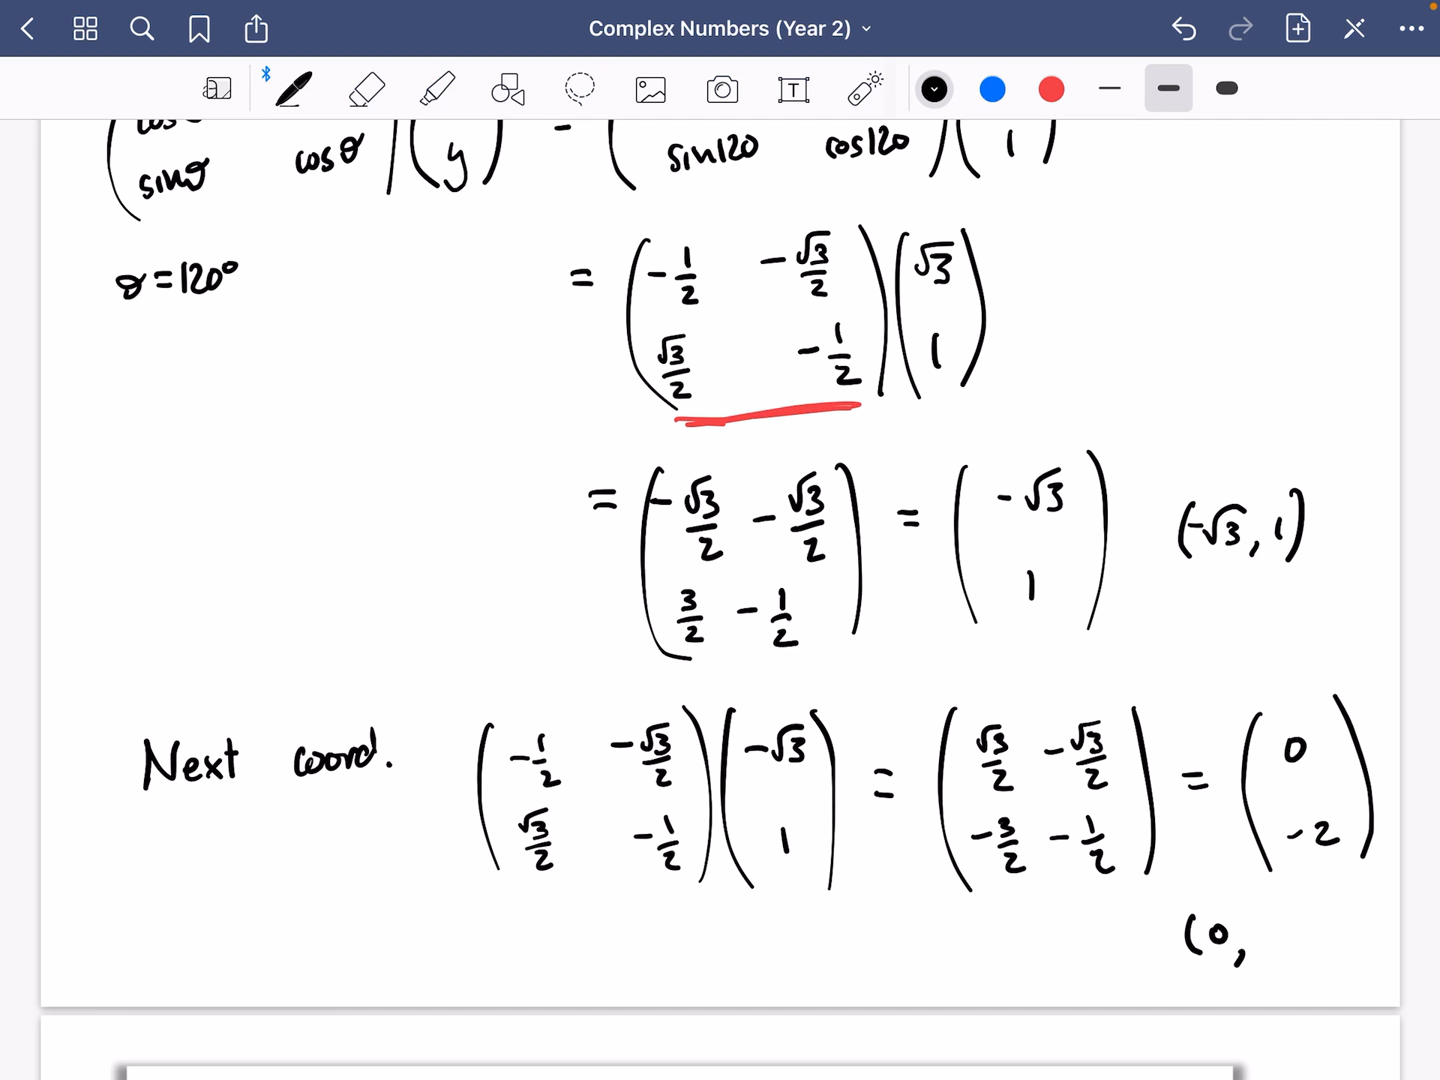 Complex Numbers (Year 2)
T
( cosθ
sinθ cosθ ) ( y ) = ( sin120 cos120 ) ( 1 )
θ = 120°
= ( -1/2 -√3/2
√3/2 -1/2 ) ( √3
1 )
= ( -√3/2 - √3/2
3/2 - 1/2 ) = ( -√3
1 ) (-√3, 1)
Next coord. ( -1/2 -√3/2
√3/2 -1/2 ) ( -√3
1 ) = ( √3/2 - √3/2
-3/2 - 1/2 ) = ( 0
-2 )
(0,